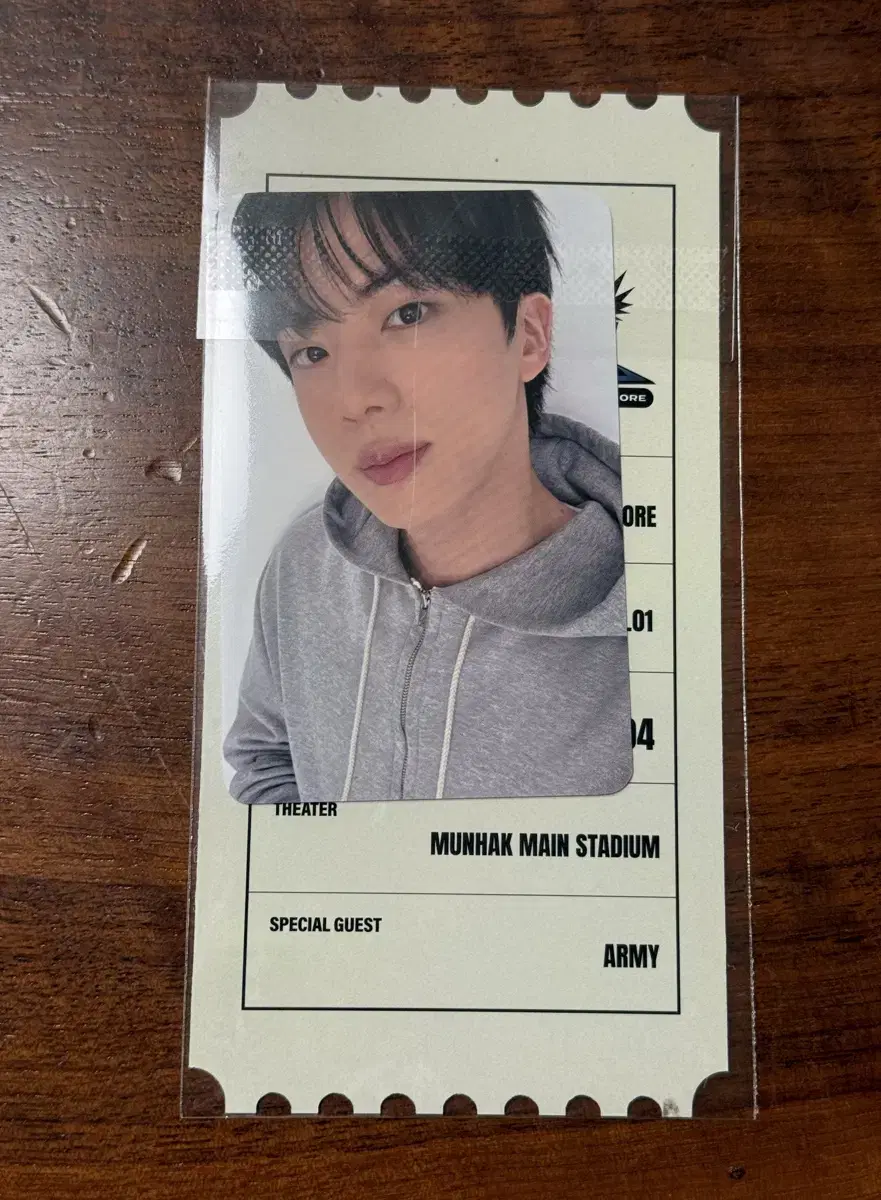 ORE
ORE
.01
04
THEATER
MUNHAK MAIN STADIUM
SPECIAL GUEST
ARMY